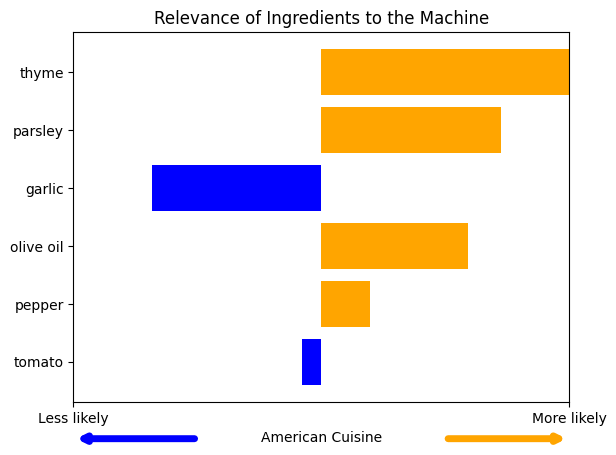 Relevance of Ingredients to the Machine
thyme
parsley
garlic
olive oil
pepper
tomato
Less likely
More likely
American Cuisine